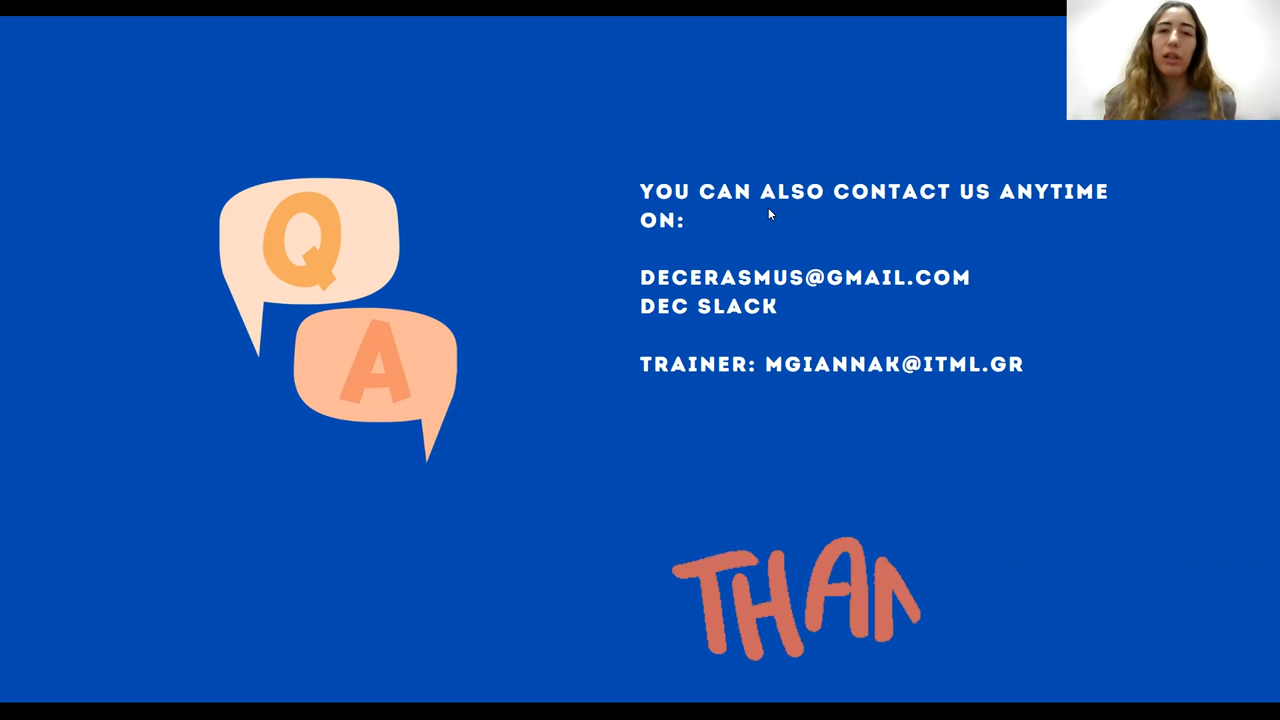 Q
A
YOU CAN ALSO CONTACT US ANYTIME
ON:
DECERASMUS@GMAIL.COM
DEC SLACK
TRAINER: MGIANNAK@ITML.GR
THAN